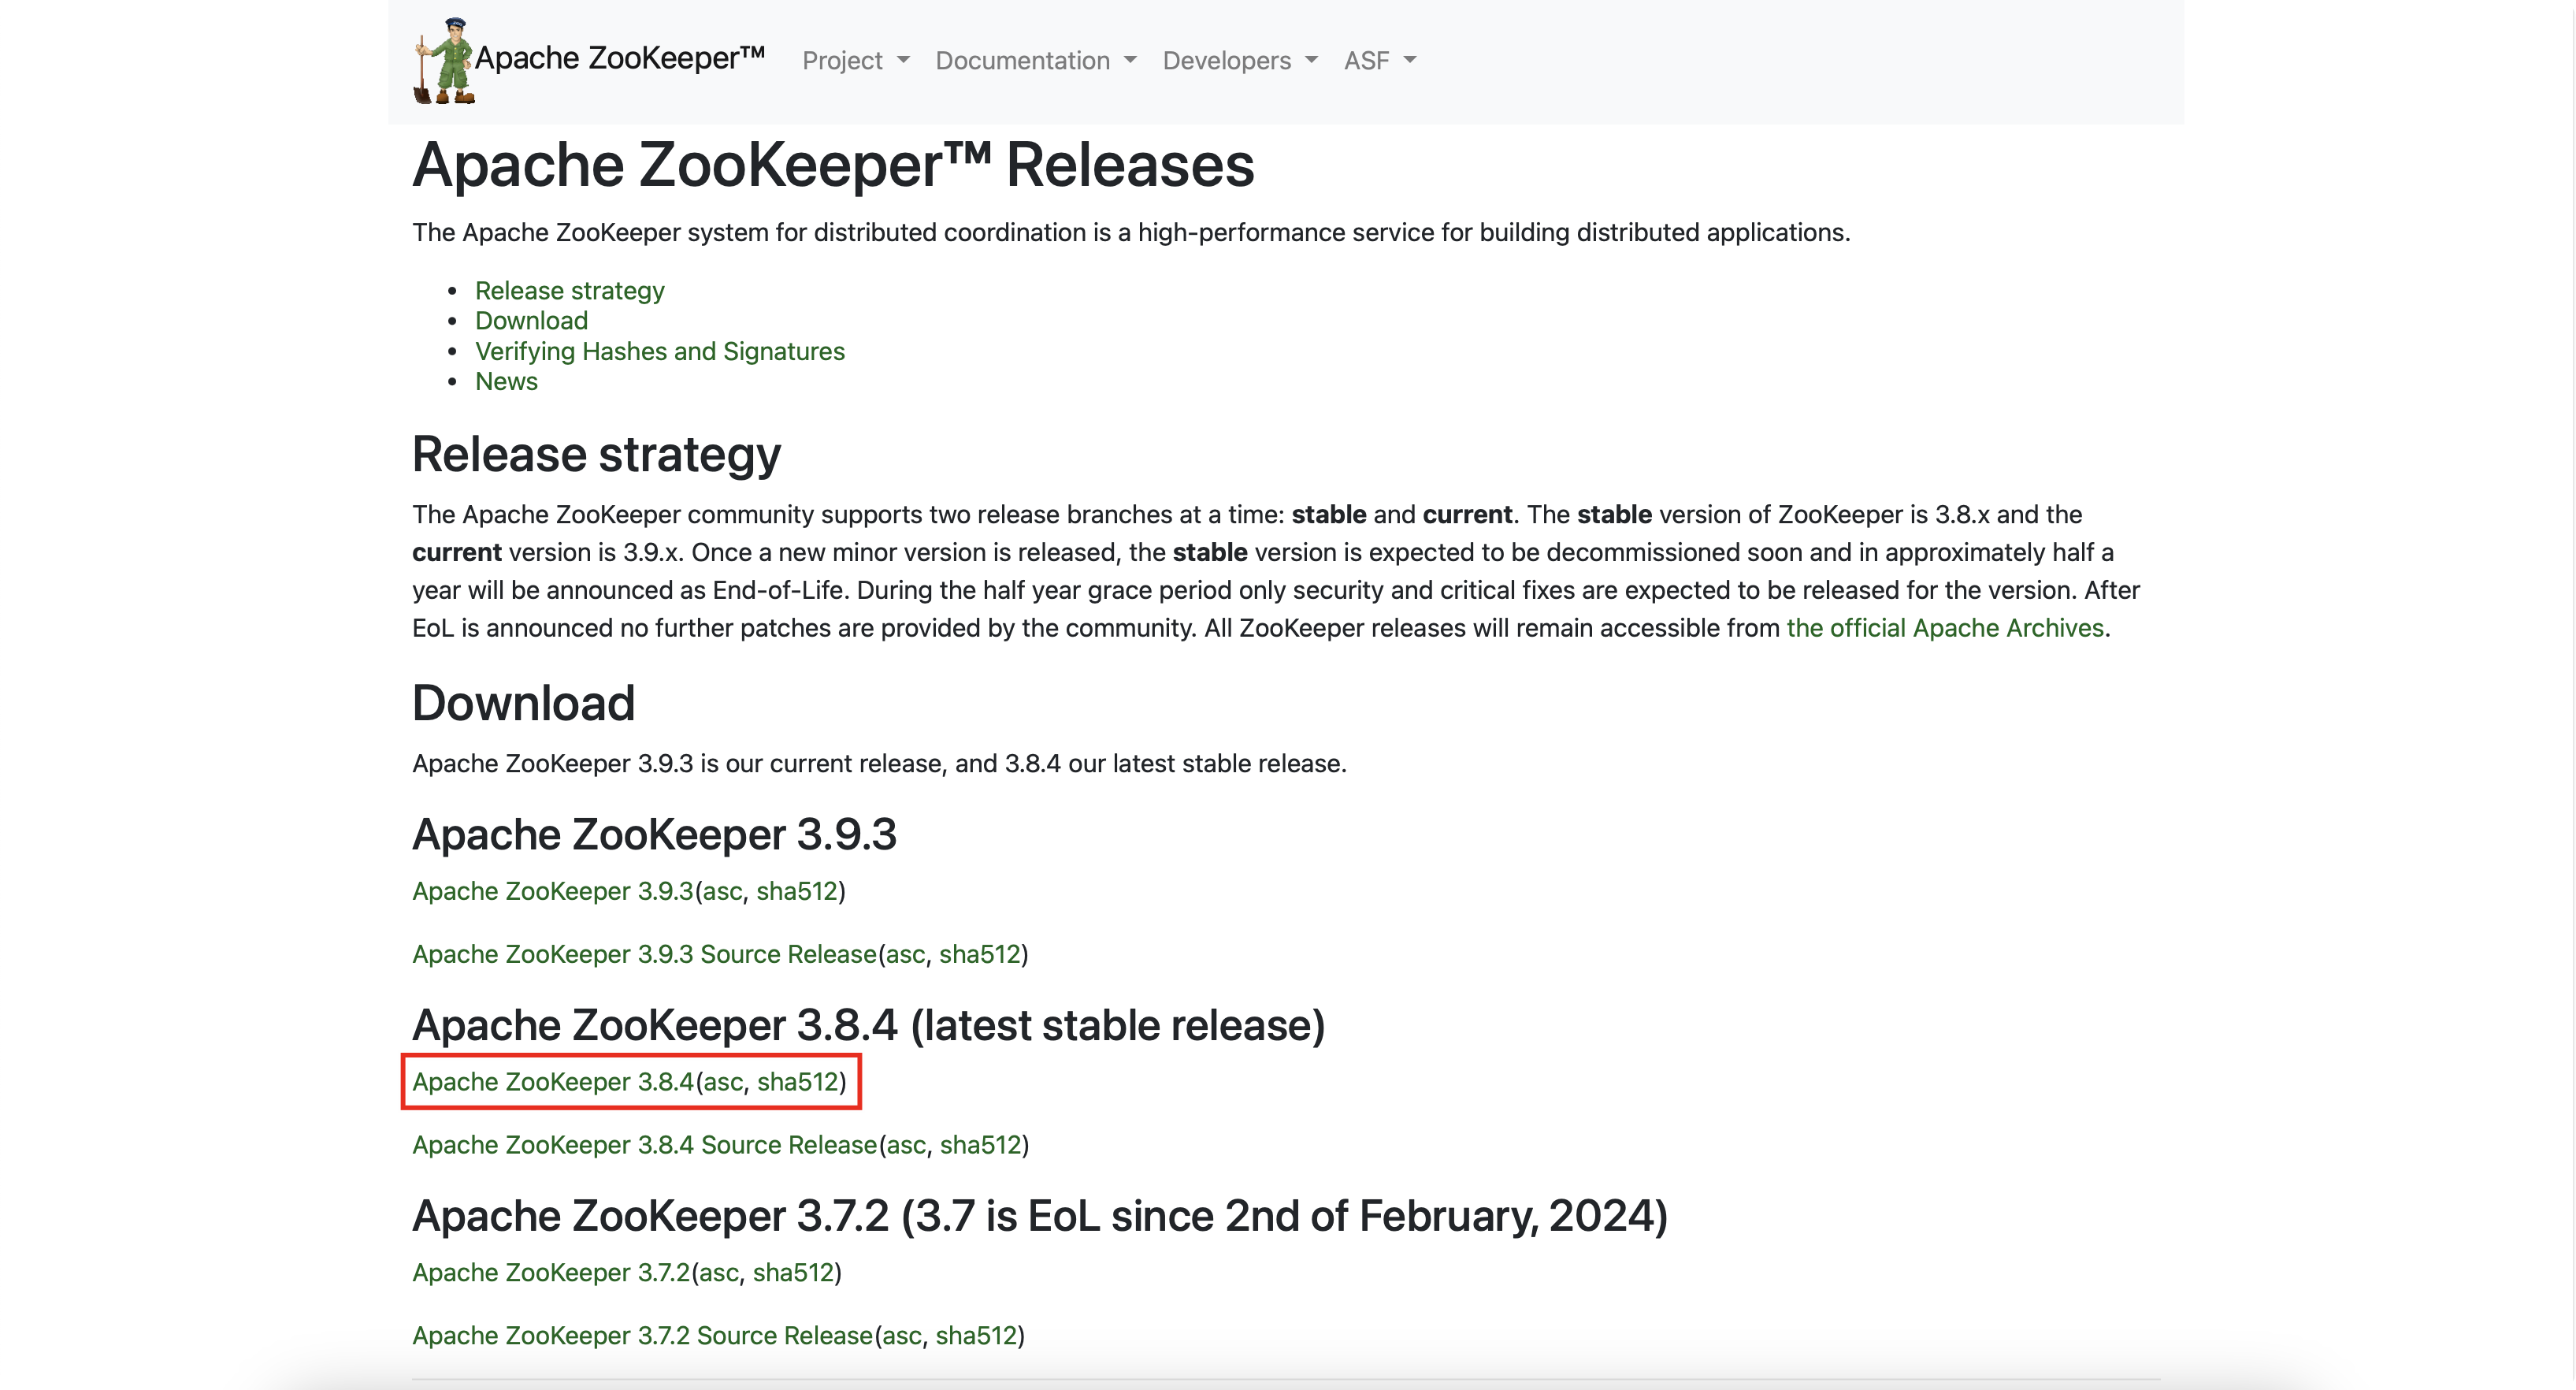 Apache ZooKeeper™ Project Documentation Developers ASF
Apache ZooKeeper™ Releases
The Apache ZooKeeper system for distributed coordination is a high-performance service for building distributed applications.
Release strategy
Download
Verifying Hashes and Signatures
News
Release strategy
The Apache ZooKeeper community supports two release branches at a time: stable and current. The stable version of ZooKeeper is 3.8.x and the
current version is 3.9.x. Once a new minor version is released, the stable version is expected to be decommissioned soon and in approximately half a
year will be announced as End-of-Life. During the half year grace period only security and critical fixes are expected to be released for the version. After
EoL is announced no further patches are provided by the community. All ZooKeeper releases will remain accessible from the official Apache Archives.
Download
Apache ZooKeeper 3.9.3 is our current release, and 3.8.4 our latest stable release.
Apache ZooKeeper 3.9.3
Apache ZooKeeper 3.9.3(asc, sha512)
Apache ZooKeeper 3.9.3 Source Release(asc, sha512)
Apache ZooKeeper 3.8.4 (latest stable release)
Apache ZooKeeper 3.8.4(asc, sha512)
Apache ZooKeeper 3.8.4 Source Release(asc, sha512)
Apache ZooKeeper 3.7.2 (3.7 is EoL since 2nd of February, 2024)
Apache ZooKeeper 3.7.2(asc, sha512)
Apache ZooKeeper 3.7.2 Source Release(asc, sha512)